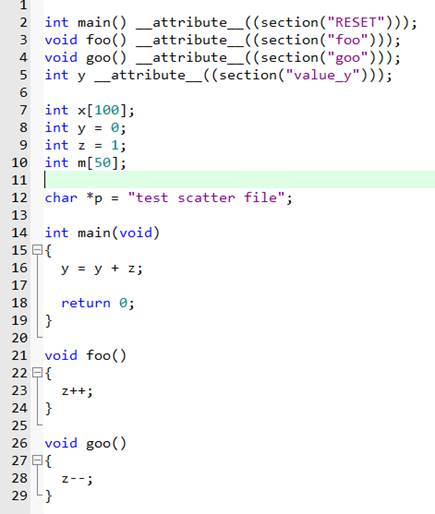 1
2 int main() __attribute__((section("RESET")));
3 void foo() __attribute__((section("foo")));
4 void goo() __attribute__((section("goo")));
5 int y __attribute__((section("value_y")));
6
7 int x[100];
8 int y = 0;
9 int z = 1;
10 int m[50];
11
12 char *p = "test scatter file";
13
14 int main(void)
15 {
16 y = y + z;
17
18 return 0;
19 }
20
21 void foo()
22 {
23 z++;
24 }
25
26 void goo()
27 {
28 z--;
29 }